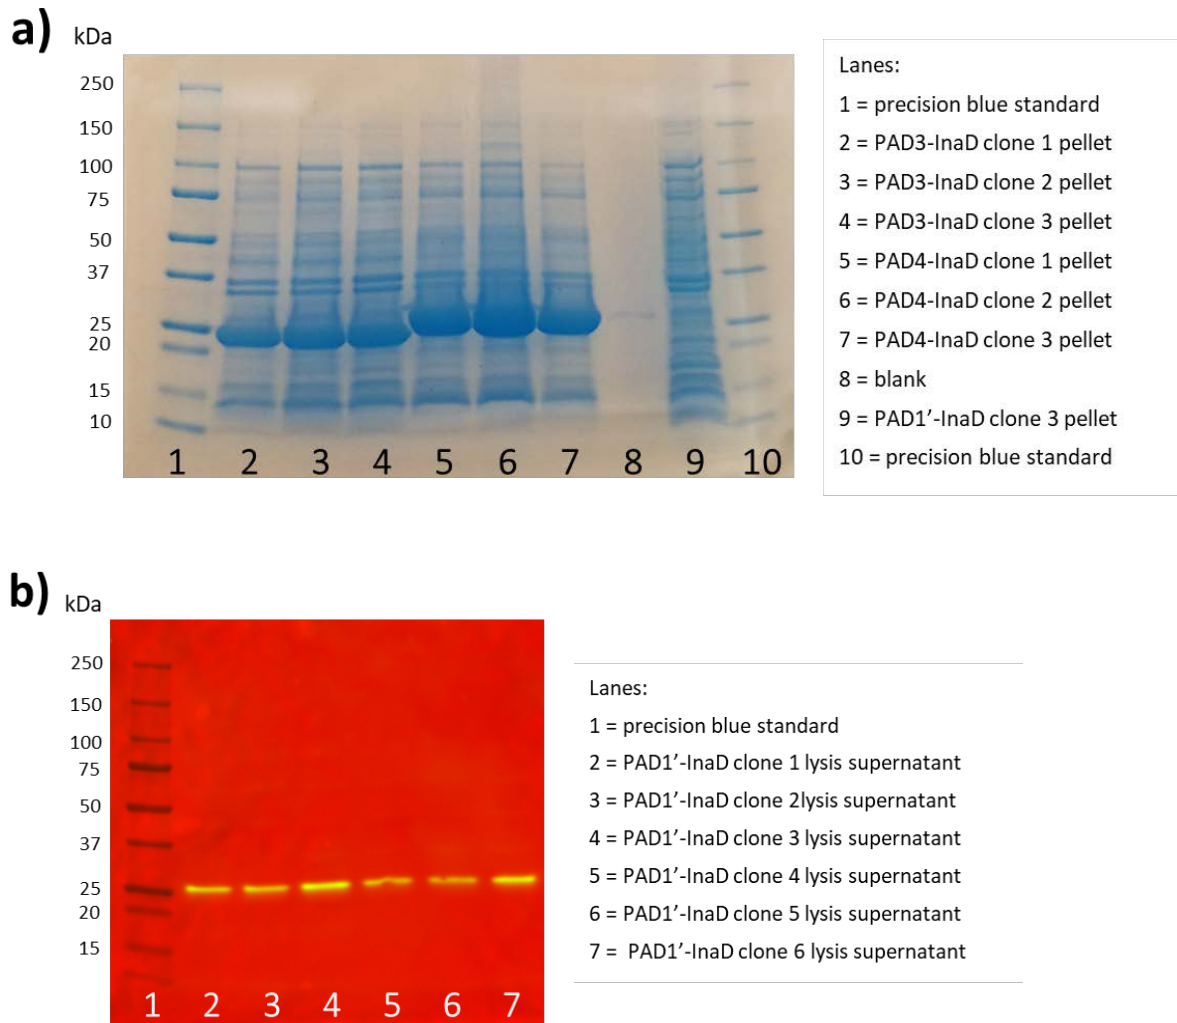 a)
kDa
250
150
100
75
50
37
25
20
15
10
1 2 3 4 5 6 7 8 9 10
Lanes:
1 = precision blue standard
2 = PAD3-InaD clone 1 pellet
3 = PAD3-InaD clone 2 pellet
4 = PAD3-InaD clone 3 pellet
5 = PAD4-InaD clone 1 pellet
6 = PAD4-InaD clone 2 pellet
7 = PAD4-InaD clone 3 pellet
8 = blank
9 = PAD1’-InaD clone 3 pellet
10 = precision blue standard
b)
kDa
250
150
100
75
50
37
25
20
15
1 2 3 4 5 6 7
Lanes:
1 = precision blue standard
2 = PAD1’-InaD clone 1 lysis supernatant
3 = PAD1’-InaD clone 2lysis supernatant
4 = PAD1’-InaD clone 3 lysis supernatant
5 = PAD1’-InaD clone 4 lysis supernatant
6 = PAD1’-InaD clone 5 lysis supernatant
7 = PAD1’-InaD clone 6 lysis supernatant